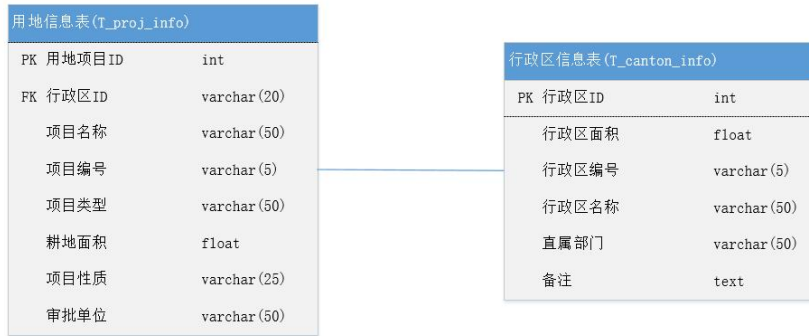 用地信息表(T_proj_info)
PK 用地项目ID int
FK 行政区ID varchar(20)
项目名称 varchar(50)
项目编号 varchar(5)
项目类型 varchar(50)
耕地面积 float
项目性质 varchar(25)
审批单位 varchar(50)
行政区信息表(T_canton_info)
PK 行政区ID int
行政区面积 float
行政区编号 varchar(5)
行政区名称 varchar(50)
直属部门 varchar(50)
备注 text